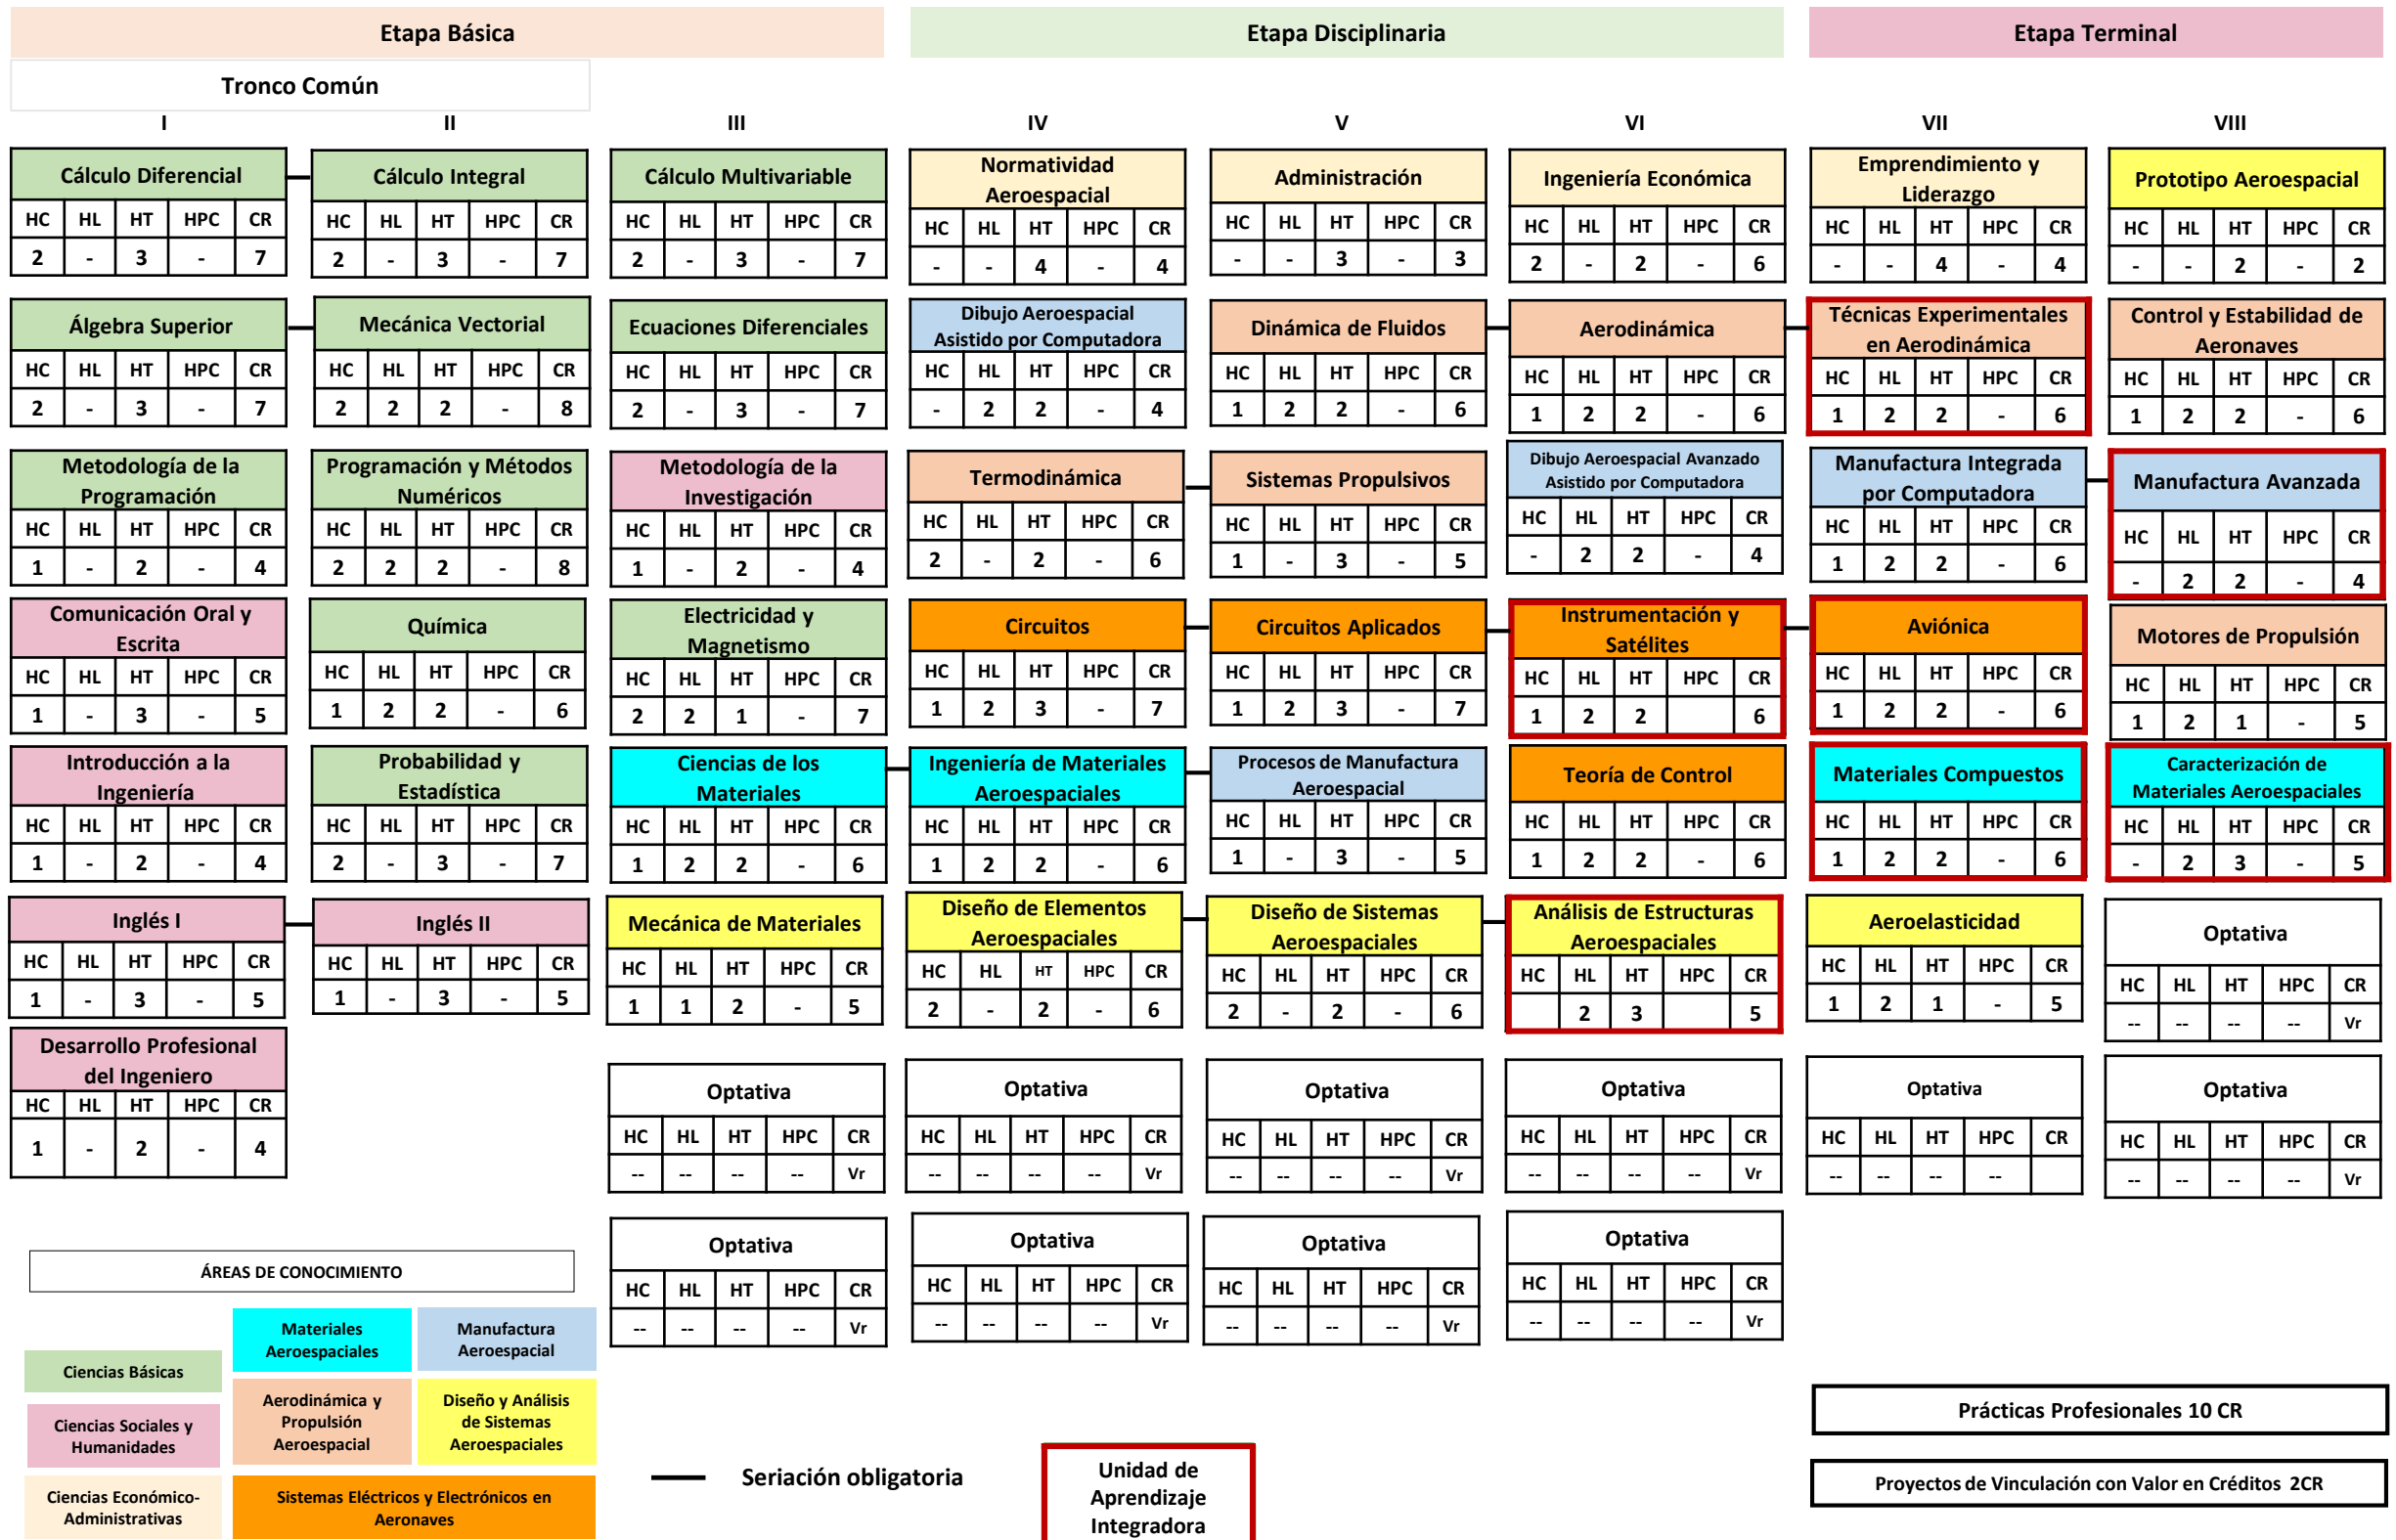 Etapa Básica
Etapa Disciplinaria
Etapa Terminal
Tronco Común
I II III IV V VI VII VIII
Cálculo Diferencial
HC HL HT HPC CR
2 - 3 - 7
Cálculo Integral
HC HL HT HPC CR
2 - 3 - 7
Cálculo Multivariable
HC HL HT HPC CR
2 - 3 - 7
Normatividad
Aeroespacial
HC HL HT HPC CR
- - 4 - 4
Administración
HC HL HT HPC CR
- - 3 - 3
Ingeniería Económica
HC HL HT HPC CR
2 - 2 - 6
Emprendimiento y
Liderazgo
HC HL HT HPC CR
- - 4 - 4
Prototipo Aeroespacial
HC HL HT HPC CR
- - 2 - 2
Álgebra Superior
HC HL HT HPC CR
2 - 3 - 7
Mecánica Vectorial
HC HL HT HPC CR
2 2 2 - 8
Ecuaciones Diferenciales
HC HL HT HPC CR
2 - 3 - 7
Dibujo Aeroespacial
Asistido por Computadora
HC HL HT HPC CR
- 2 2 - 4
Dinámica de Fluidos
HC HL HT HPC CR
1 2 2 - 6
Aerodinámica
HC HL HT HPC CR
1 2 2 - 6
Técnicas Experimentales
en Aerodinámica
HC HL HT HPC CR
1 2 2 - 6
Control y Estabilidad de
Aeronaves
HC HL HT HPC CR
1 2 2 - 6
Metodología de la
Programación
HC HL HT HPC CR
1 - 2 - 4
Programación y Métodos
Numéricos
HC HL HT HPC CR
2 2 2 - 8
Metodología de la
Investigación
HC HL HT HPC CR
1 - 2 - 4
Termodinámica
HC HL HT HPC CR
2 - 2 - 6
Sistemas Propulsivos
HC HL HT HPC CR
1 - 3 - 5
Dibujo Aeroespacial Avanzado
Asistido por Computadora
HC HL HT HPC CR
- 2 2 - 4
Manufactura Integrada
por Computadora
HC HL HT HPC CR
1 2 2 - 6
Manufactura Avanzada
HC HL HT HPC CR
- 2 2 - 4
Comunicación Oral y
Escrita
HC HL HT HPC CR
1 - 3 - 5
Química
HC HL HT HPC CR
1 2 2 - 6
Electricidad y
Magnetismo
HC HL HT HPC CR
2 2 1 - 7
Circuitos
HC HL HT HPC CR
1 2 3 - 7
Circuitos Aplicados
HC HL HT HPC CR
1 2 3 - 7
Instrumentación y
Satélites
HC HL HT HPC CR
1 2 2 6
Aviónica
HC HL HT HPC CR
1 2 2 - 6
Motores de Propulsión
HC HL HT HPC CR
1 2 1 - 5
Introducción a la
Ingeniería
HC HL HT HPC CR
1 - 2 - 4
Probabilidad y
Estadística
HC HL HT HPC CR
2 - 3 - 7
Ciencias de los
Materiales
HC HL HT HPC CR
1 2 2 - 6
Ingeniería de Materiales
Aeroespaciales
HC HL HT HPC CR
1 2 2 - 6
Procesos de Manufactura
Aeroespacial
HC HL HT HPC CR
1 - 3 - 5
Teoría de Control
HC HL HT HPC CR
1 2 2 - 6
Materiales Compuestos
HC HL HT HPC CR
1 2 2 - 6
Caracterización de
Materiales Aeroespaciales
HC HL HT HPC CR
- 2 3 - 5
Inglés I
HC HL HT HPC CR
1 - 3 - 5
Inglés II
HC HL HT HPC CR
1 - 3 - 5
Mecánica de Materiales
HC HL HT HPC CR
1 1 2 - 5
Diseño de Elementos
Aeroespaciales
HC HL HT HPC CR
2 - 2 - 6
Diseño de Sistemas
Aeroespaciales
HC HL HT HPC CR
2 - 2 - 6
Análisis de Estructuras
Aeroespaciales
HC HL HT HPC CR
2 3 5
Aeroelasticidad
HC HL HT HPC CR
1 2 1 - 5
Optativa
HC HL HT HPC CR
-- -- -- -- Vr
Desarrollo Profesional
del Ingeniero
HC HL HT HPC CR
1 - 2 - 4
Optativa
HC HL HT HPC CR
-- -- -- -- Vr
Optativa
HC HL HT HPC CR
-- -- -- -- Vr
Optativa
HC HL HT HPC CR
-- -- -- -- Vr
Optativa
HC HL HT HPC CR
-- -- -- -- Vr
Optativa
HC HL HT HPC CR
-- -- -- --
Optativa
HC HL HT HPC CR
-- -- -- -- Vr
Optativa
HC HL HT HPC CR
-- -- -- -- Vr
Optativa
HC HL HT HPC CR
-- -- -- -- Vr
Optativa
HC HL HT HPC CR
-- -- -- -- Vr
Optativa
HC HL HT HPC CR
-- -- -- -- Vr
ÁREAS DE CONOCIMIENTO
Ciencias Básicas
Materiales
Aeroespaciales
Manufactura
Aeroespacial
Ciencias Sociales y
Humanidades
Aerodinámica y
Propulsión
Aeroespacial
Diseño y Análisis
de Sistemas
Aeroespaciales
Ciencias Económico-
Administrativas
Sistemas Eléctricos y Electrónicos en
Aeronaves
Seriación obligatoria
Unidad de
Aprendizaje
Integradora
Prácticas Profesionales 10 CR
Proyectos de Vinculación con Valor en Créditos 2CR